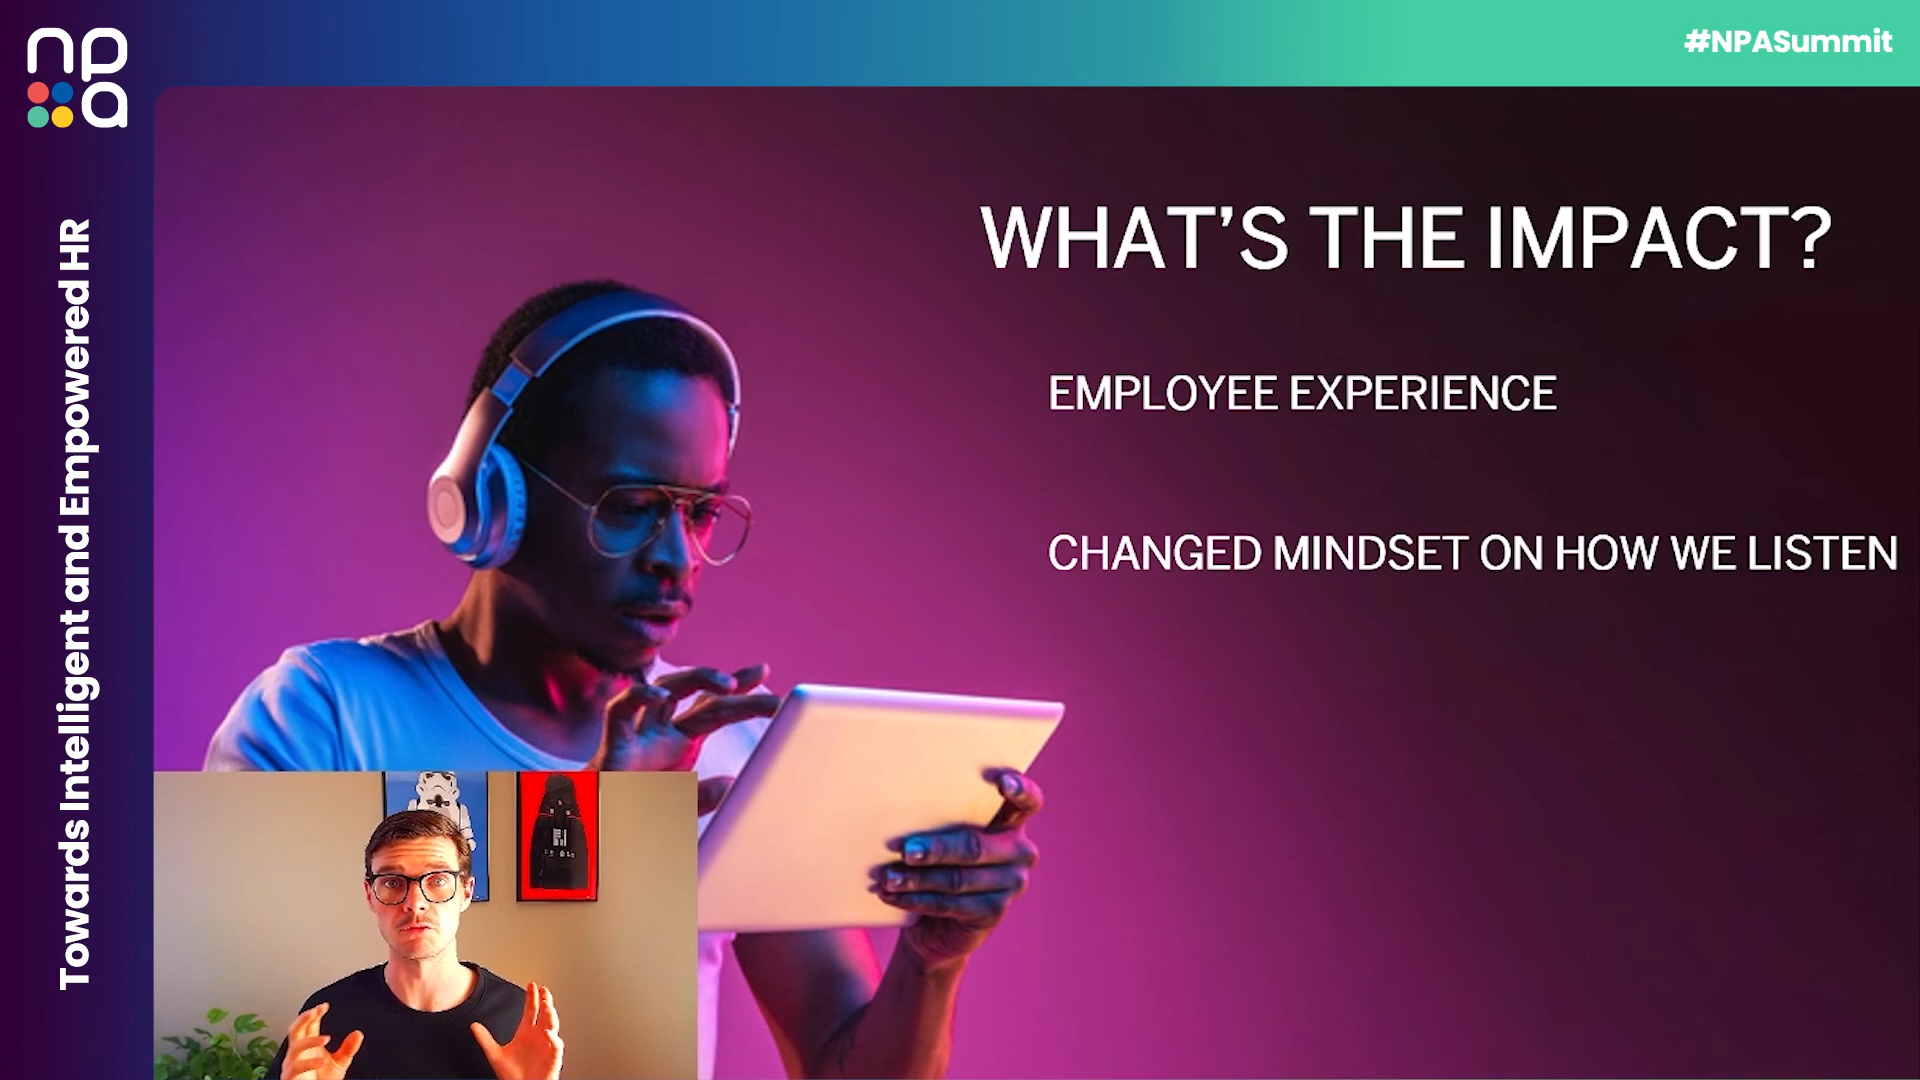 npa
#NPASummit
Towards Intelligent and Empowered HR
WHAT’S THE IMPACT?
EMPLOYEE EXPERIENCE
CHANGED MINDSET ON HOW WE LISTEN